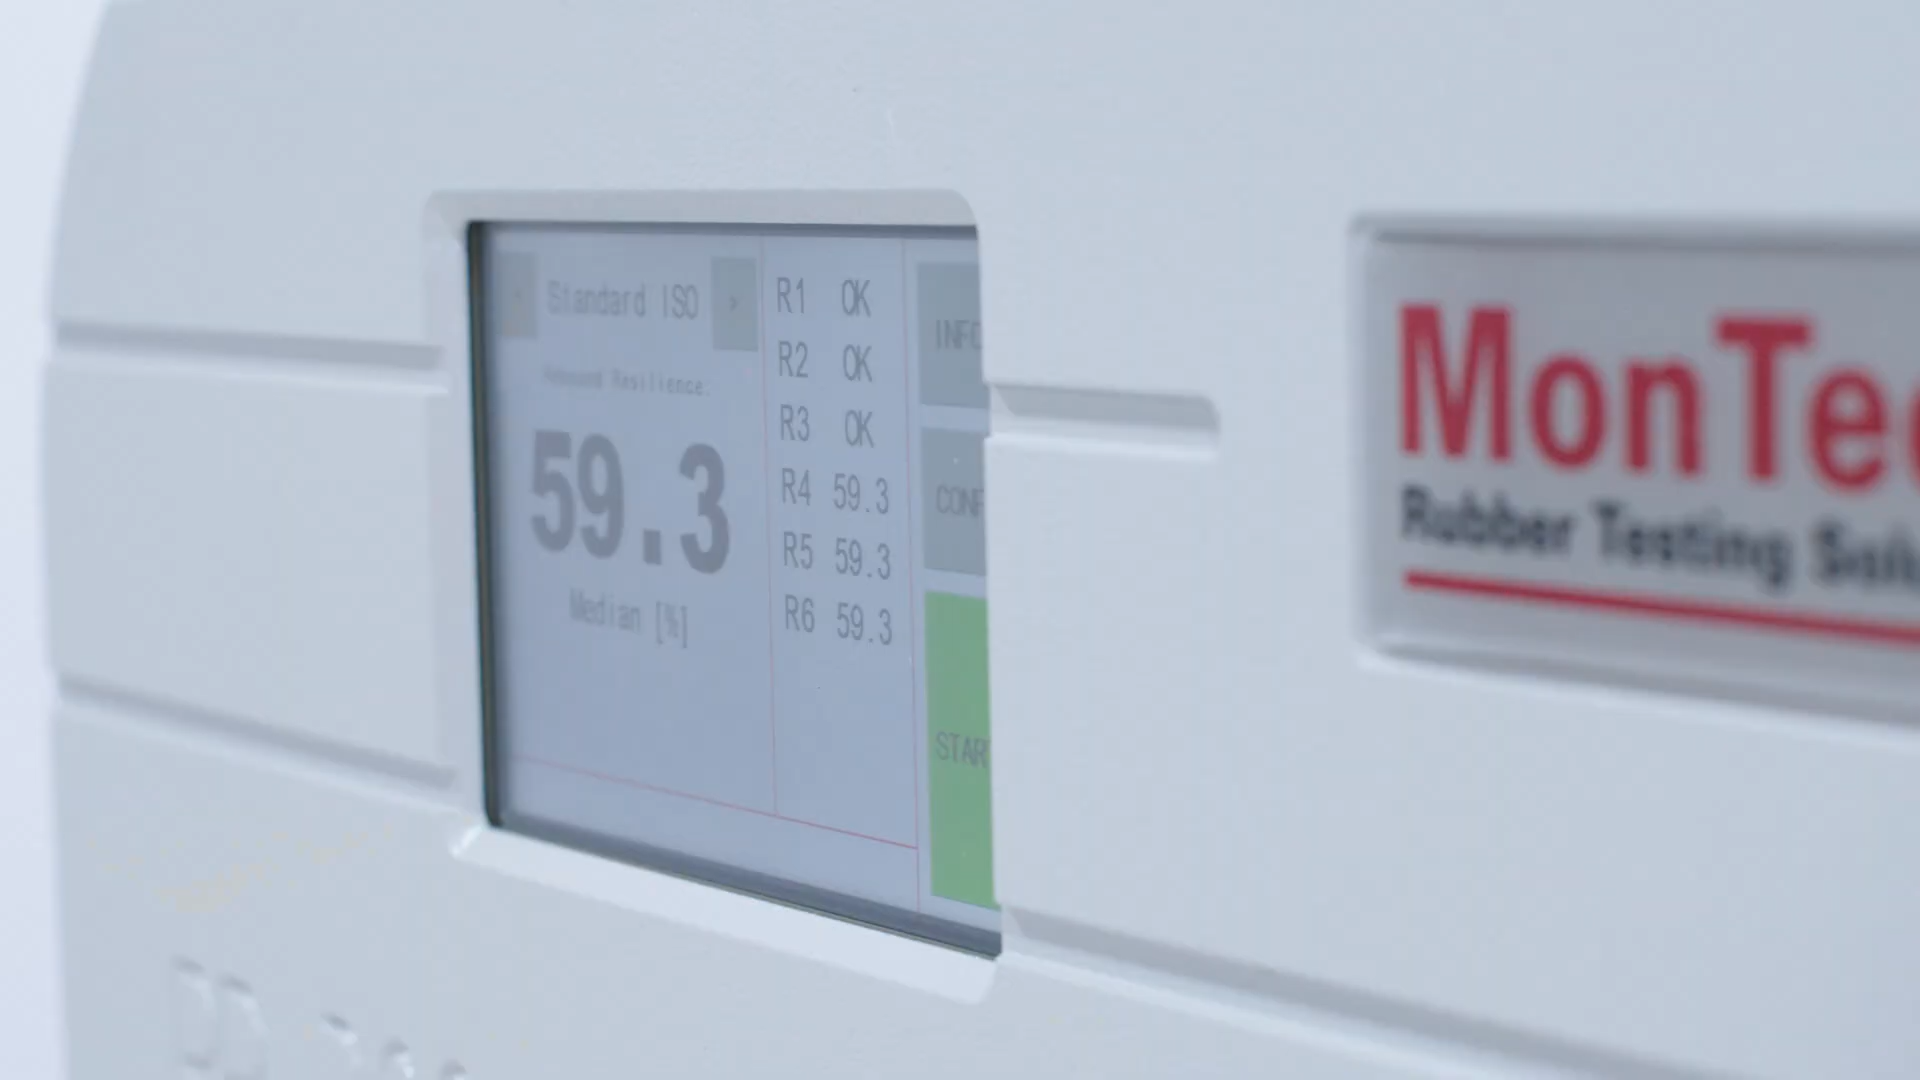 Standard ISO
Rebound Resilience:
59.3
Median [%]
R1 OK
R2 OK
R3 OK
R4 59.3
R5 59.3
R6 59.3
INFO
CONF
START
MonTec
Rubber Testing Solu